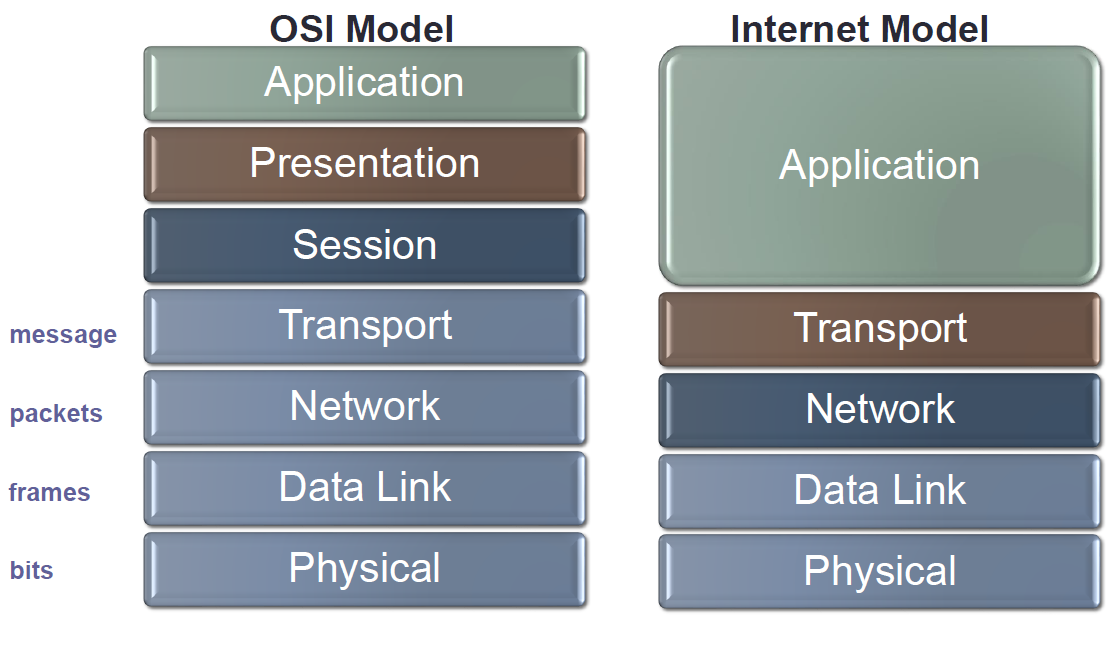 OSI Model
Internet Model
Application
Presentation
Session
message
Transport
packets
Network
frames
Data Link
bits
Physical
Application
Transport
Network
Data Link
Physical